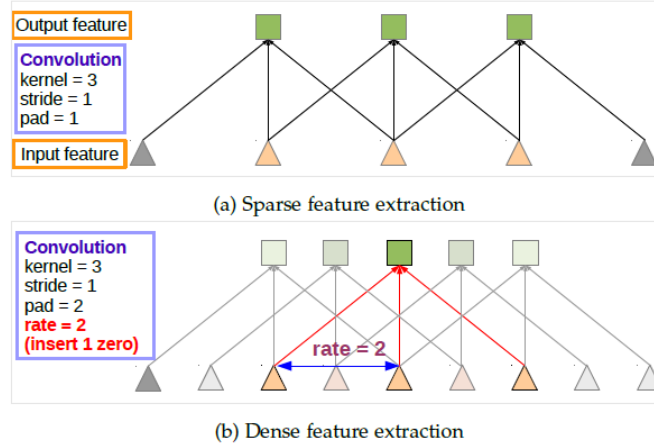 Output feature
Convolution
kernel = 3
stride = 1
pad = 1
Input feature
(a) Sparse feature extraction
Convolution
kernel = 3
stride = 1
pad = 2
rate = 2
(insert 1 zero)
rate = 2
(b) Dense feature extraction